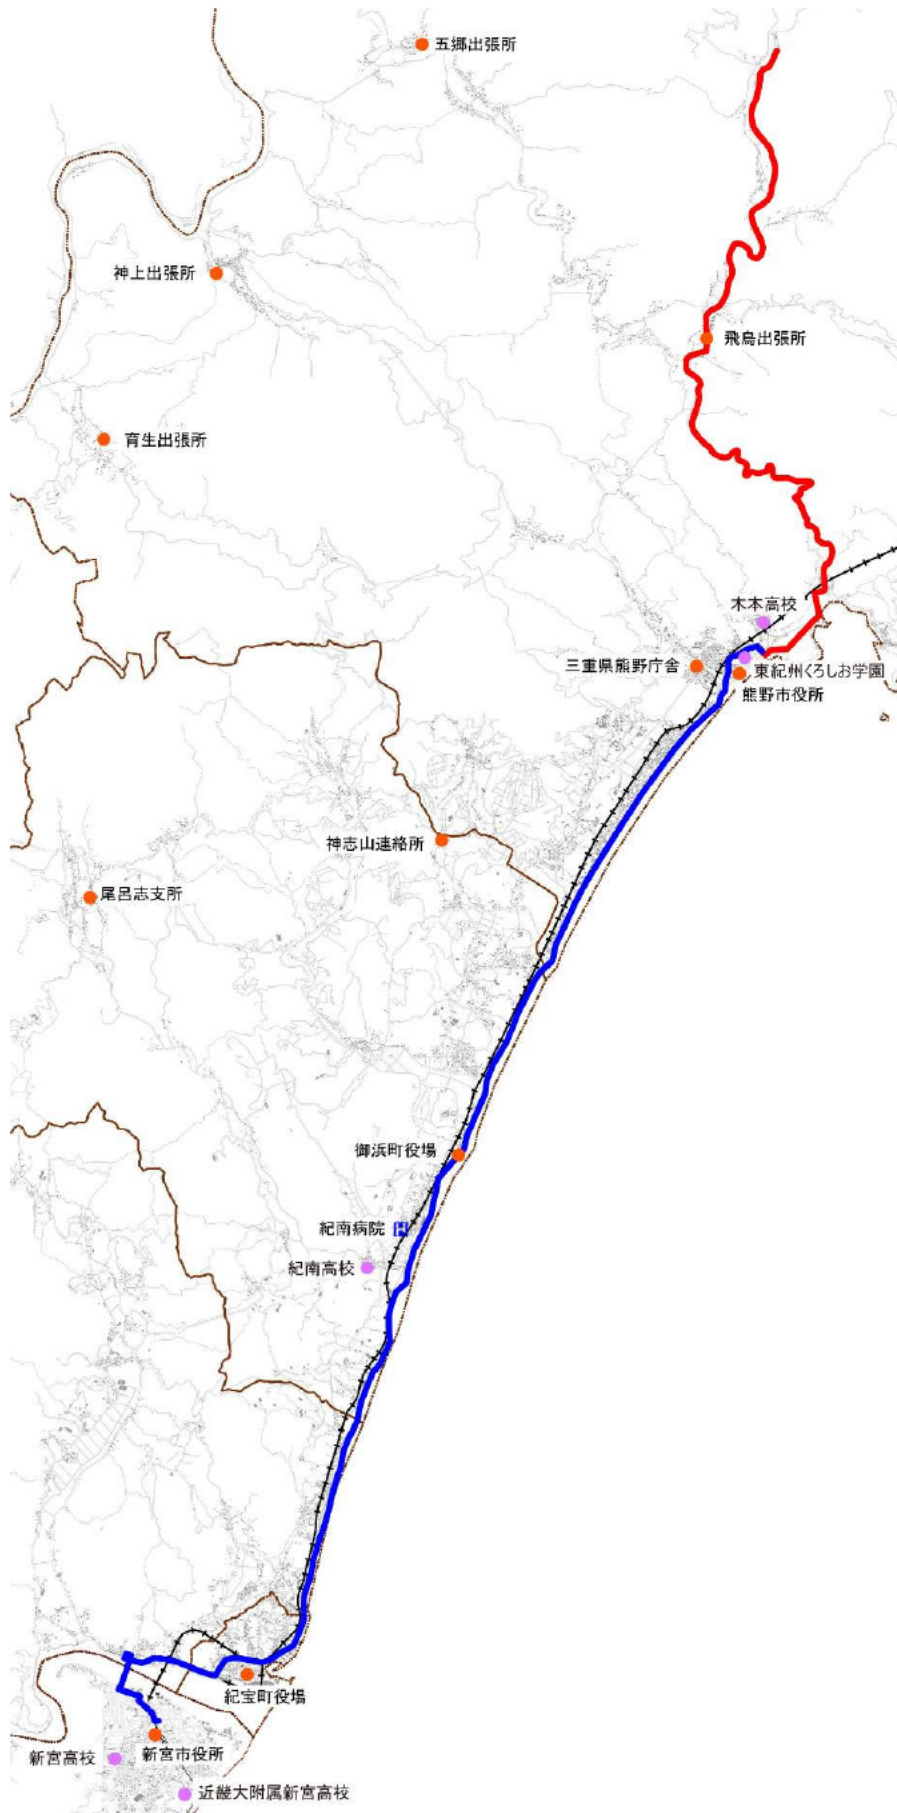 五郷出張所
神上出張所
飛鳥出張所
育生出張所
木本高校
三重県熊野庁舎
東紀州くろしお学園
熊野市役所
神志山連絡所
尾呂志支所
御浜町役場
紀南病院
H
紀南高校
紀宝町役場
新宮市役所
新宮高校
近畿大附属新宮高校